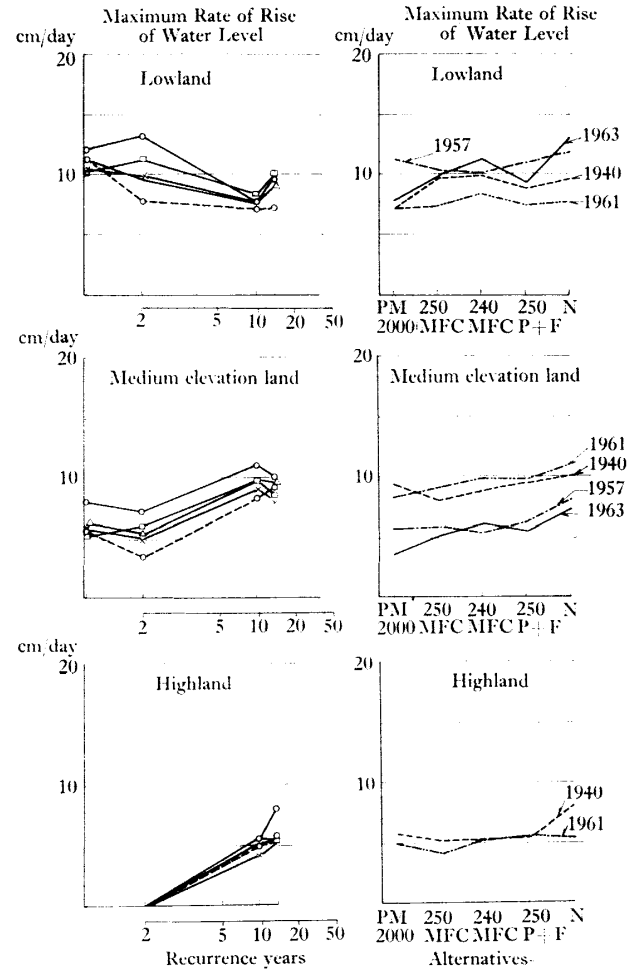 Maximum Rate of Rise
of Water Level
cm/day
20
Lowland
10
2 5 10 20 50
Maximum Rate of Rise
of Water Level
cm/day
20
Lowland
1957
1963
10
1940
1961
PM 250 240 250 N
2000 MFC MFC P+F
cm/day
20
Medium elevation land
10
2 5 10 20 50
20
Medium elevation land
1961
10
1940
1957
1963
PM 250 240 250 N
2000 MFC MFC P+F
cm/day
20
Highland
10
2 5 10 20 50
Recurrence years
20
Highland
10
1940
1961
PM 250 240 250 N
2000 MFC MFC P+F
Alternatives